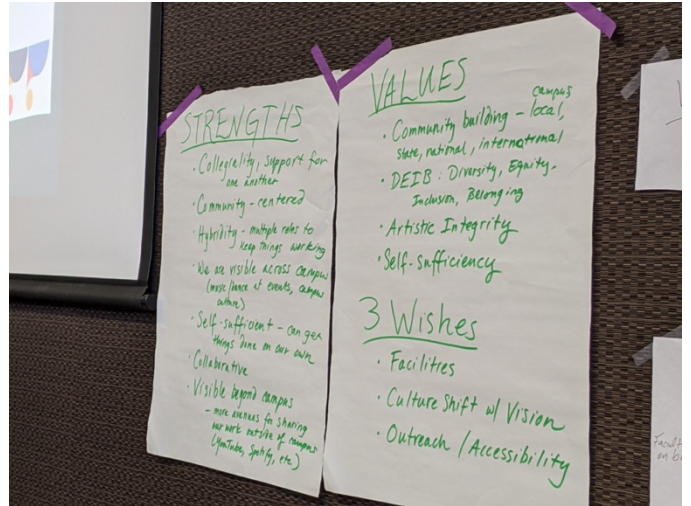 STRENGTHS
· Collegiality, support for
one another
· Community-centered
· Hybridity - multiple roles to
keep things working
· We are visible across campus
(music/dance at events, campus
culture)
· Self-sufficient - can get
things done on our own
· Collaborative
· Visible beyond campus
- more avenues for sharing
our work outside of campus
(YouTube, Spotify, etc)
VALUES
campus
· Community building - local,
state, national, international
· DEIB: Diversity, Equity,
Inclusion, Belonging
· Artistic Integrity
· Self-sufficiency
3 Wishes
· Facilities
· Culture Shift w/ Vision
· Outreach / Accessibility
Facult
on b